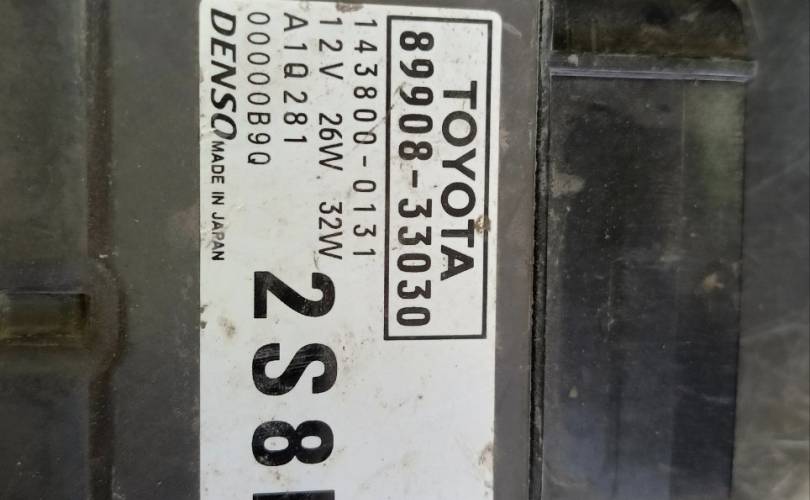 TOYOTA
89908-33030
143800-0131
12V 26W 32W
A1Q281
00000B9Q
DENSO MADE IN JAPAN
2S8